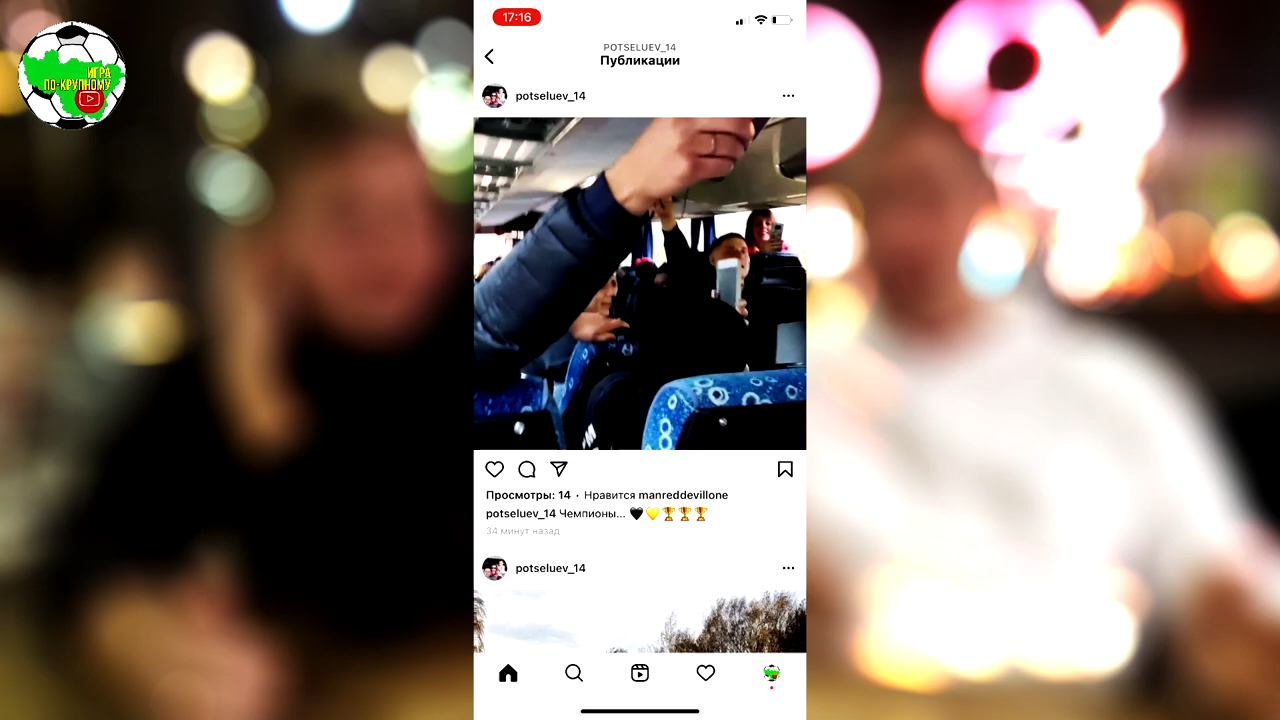 ИГРА
ПО-КРУПНОМУ
17:16
POTSELUEV_14
Публикации
potseluev_14
Просмотры: 14 · Нравится manreddevillone
potseluev_14 Чемпионы... 🖤💛🏆🏆🏆
34 минут назад
potseluev_14